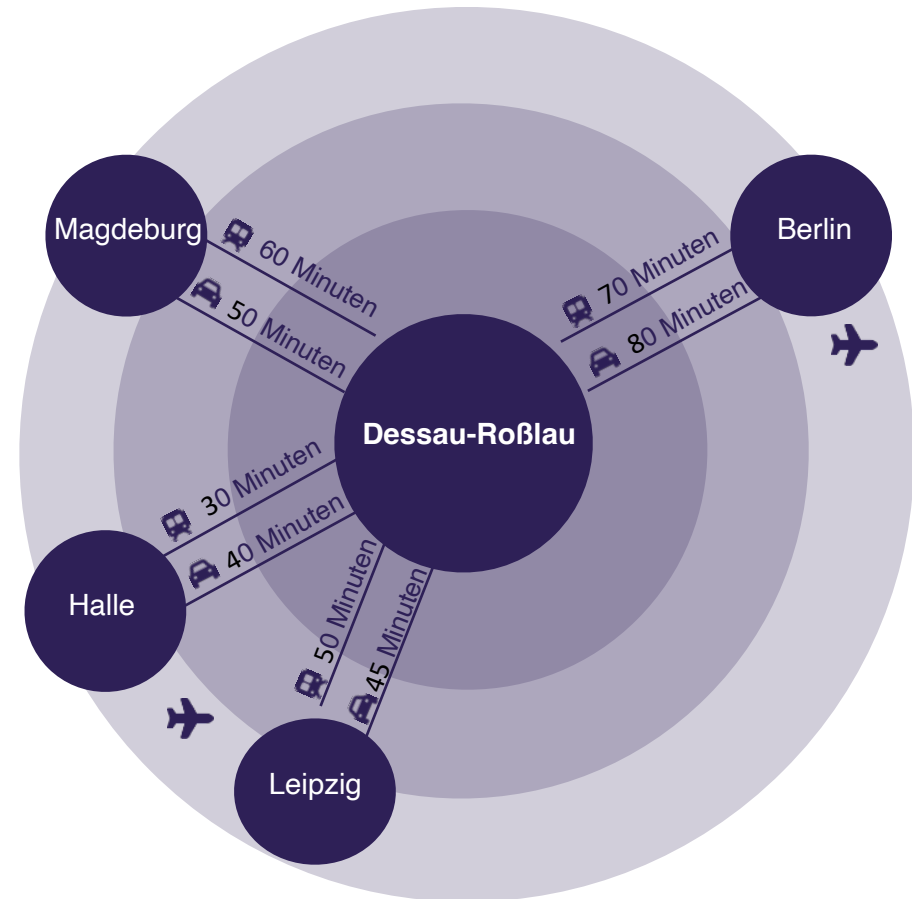 Magdeburg
60 Minuten
50 Minuten
Berlin
70 Minuten
80 Minuten
Dessau-Roßlau
30 Minuten
40 Minuten
Halle
50 Minuten
45 Minuten
Leipzig